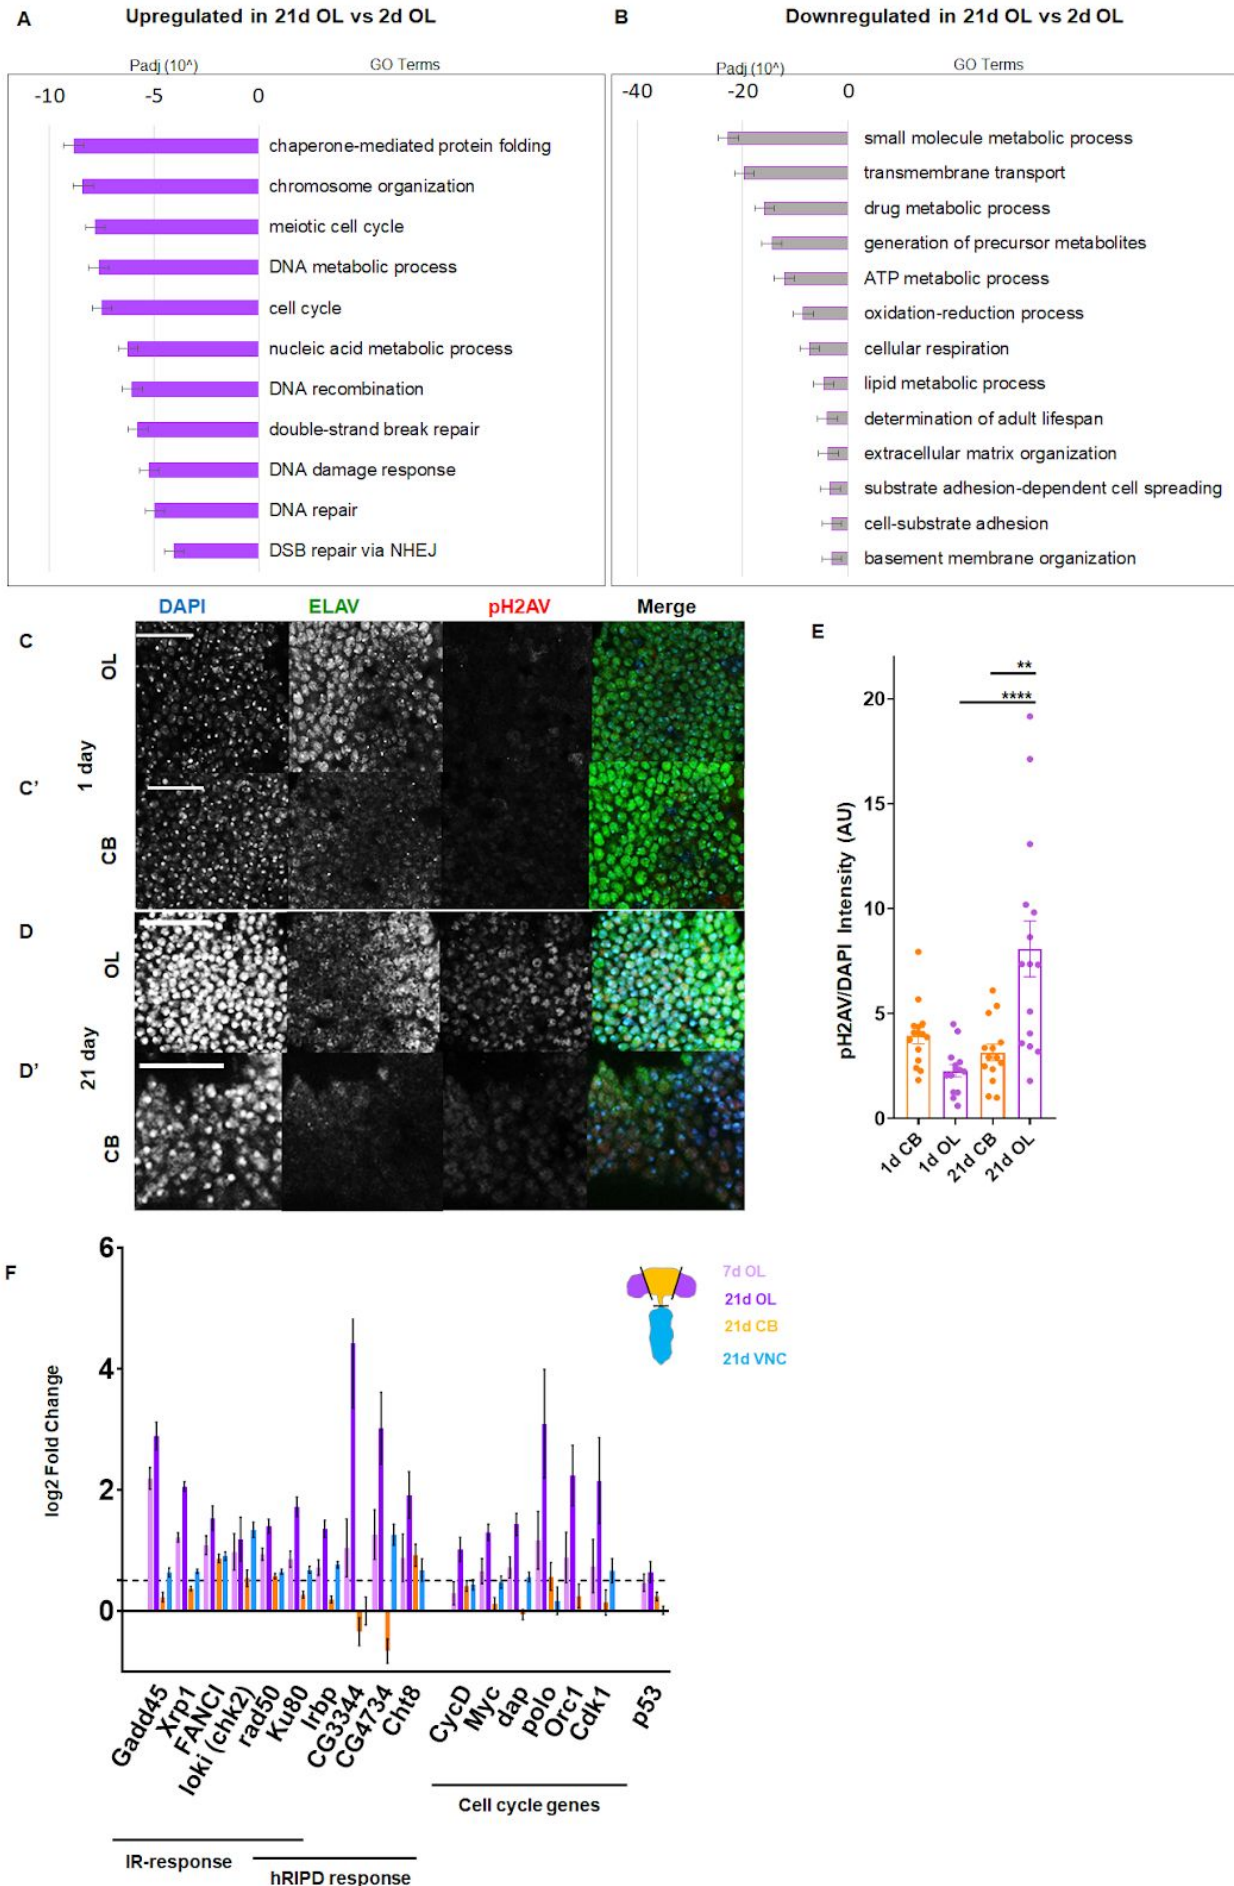 A Upregulated in 21d OL vs 2d OL
Padj (10^) GO Terms
-10 -5 0
chaperone-mediated protein folding
chromosome organization
meiotic cell cycle
DNA metabolic process
cell cycle
nucleic acid metabolic process
DNA recombination
double-strand break repair
DNA damage response
DNA repair
DSB repair via NHEJ
B Downregulated in 21d OL vs 2d OL
Padj (10^) GO Terms
-40 -20 0
small molecule metabolic process
transmembrane transport
drug metabolic process
generation of precursor metabolites
ATP metabolic process
oxidation-reduction process
cellular respiration
lipid metabolic process
determination of adult lifespan
extracellular matrix organization
substrate adhesion-dependent cell spreading
cell-substrate adhesion
basement membrane organization
DAPI ELAV pH2AV Merge
C
OL
1 day
C'
CB
D
OL
21 day
D'
CB
E
**
****
20
15
10
5
0
pH2AV/DAPI Intensity (AU)
1d CB
1d OL
21d CB
21d OL
F
6
4
2
0
log2 Fold Change
7d OL
21d OL
21d CB
21d VNC
Gadd45
Xrp1
FANCI
loki (chk2)
rad50
Ku80
Irbp
CG3344
CG4734
Cht8
CycD
Myc
dap
polo
Orc1
Cdk1
p53
Cell cycle genes
IR-response
hRIPD response